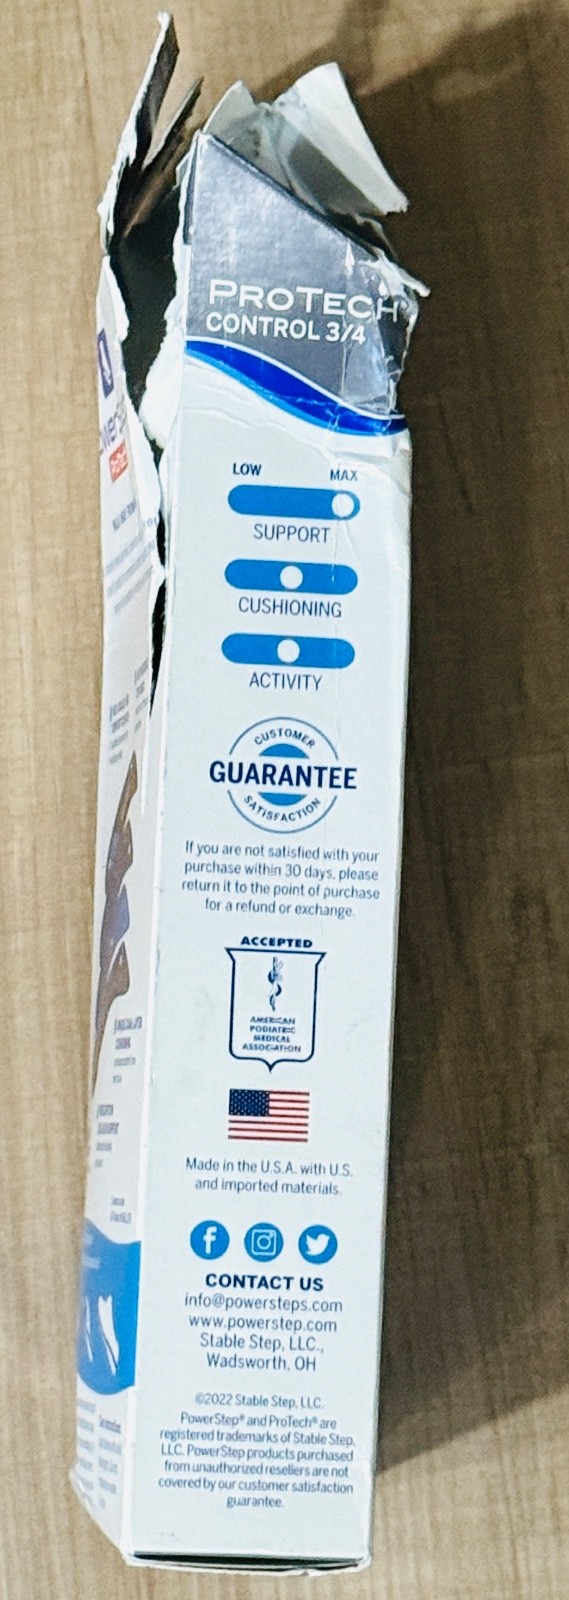 PROTECH®
CONTROL 3/4
LOW MAX
SUPPORT
CUSHIONING
ACTIVITY
CUSTOMER
GUARANTEE
SATISFACTION
If you are not satisfied with your
purchase within 30 days, please
return it to the point of purchase
for a refund or exchange.
ACCEPTED
AMERICAN
PODIATRIC
MEDICAL
ASSOCIATION
Made in the U.S.A. with U.S.
and imported materials.
CONTACT US
info@powersteps.com
www.powerstep.com
Stable Step, LLC.,
Wadsworth, OH
©2022 Stable Step, LLC.
PowerStep® and ProTech® are
registered trademarks of Stable Step,
LLC. PowerStep products purchased
from unauthorized resellers are not
covered by our customer satisfaction
guarantee.
ProTech